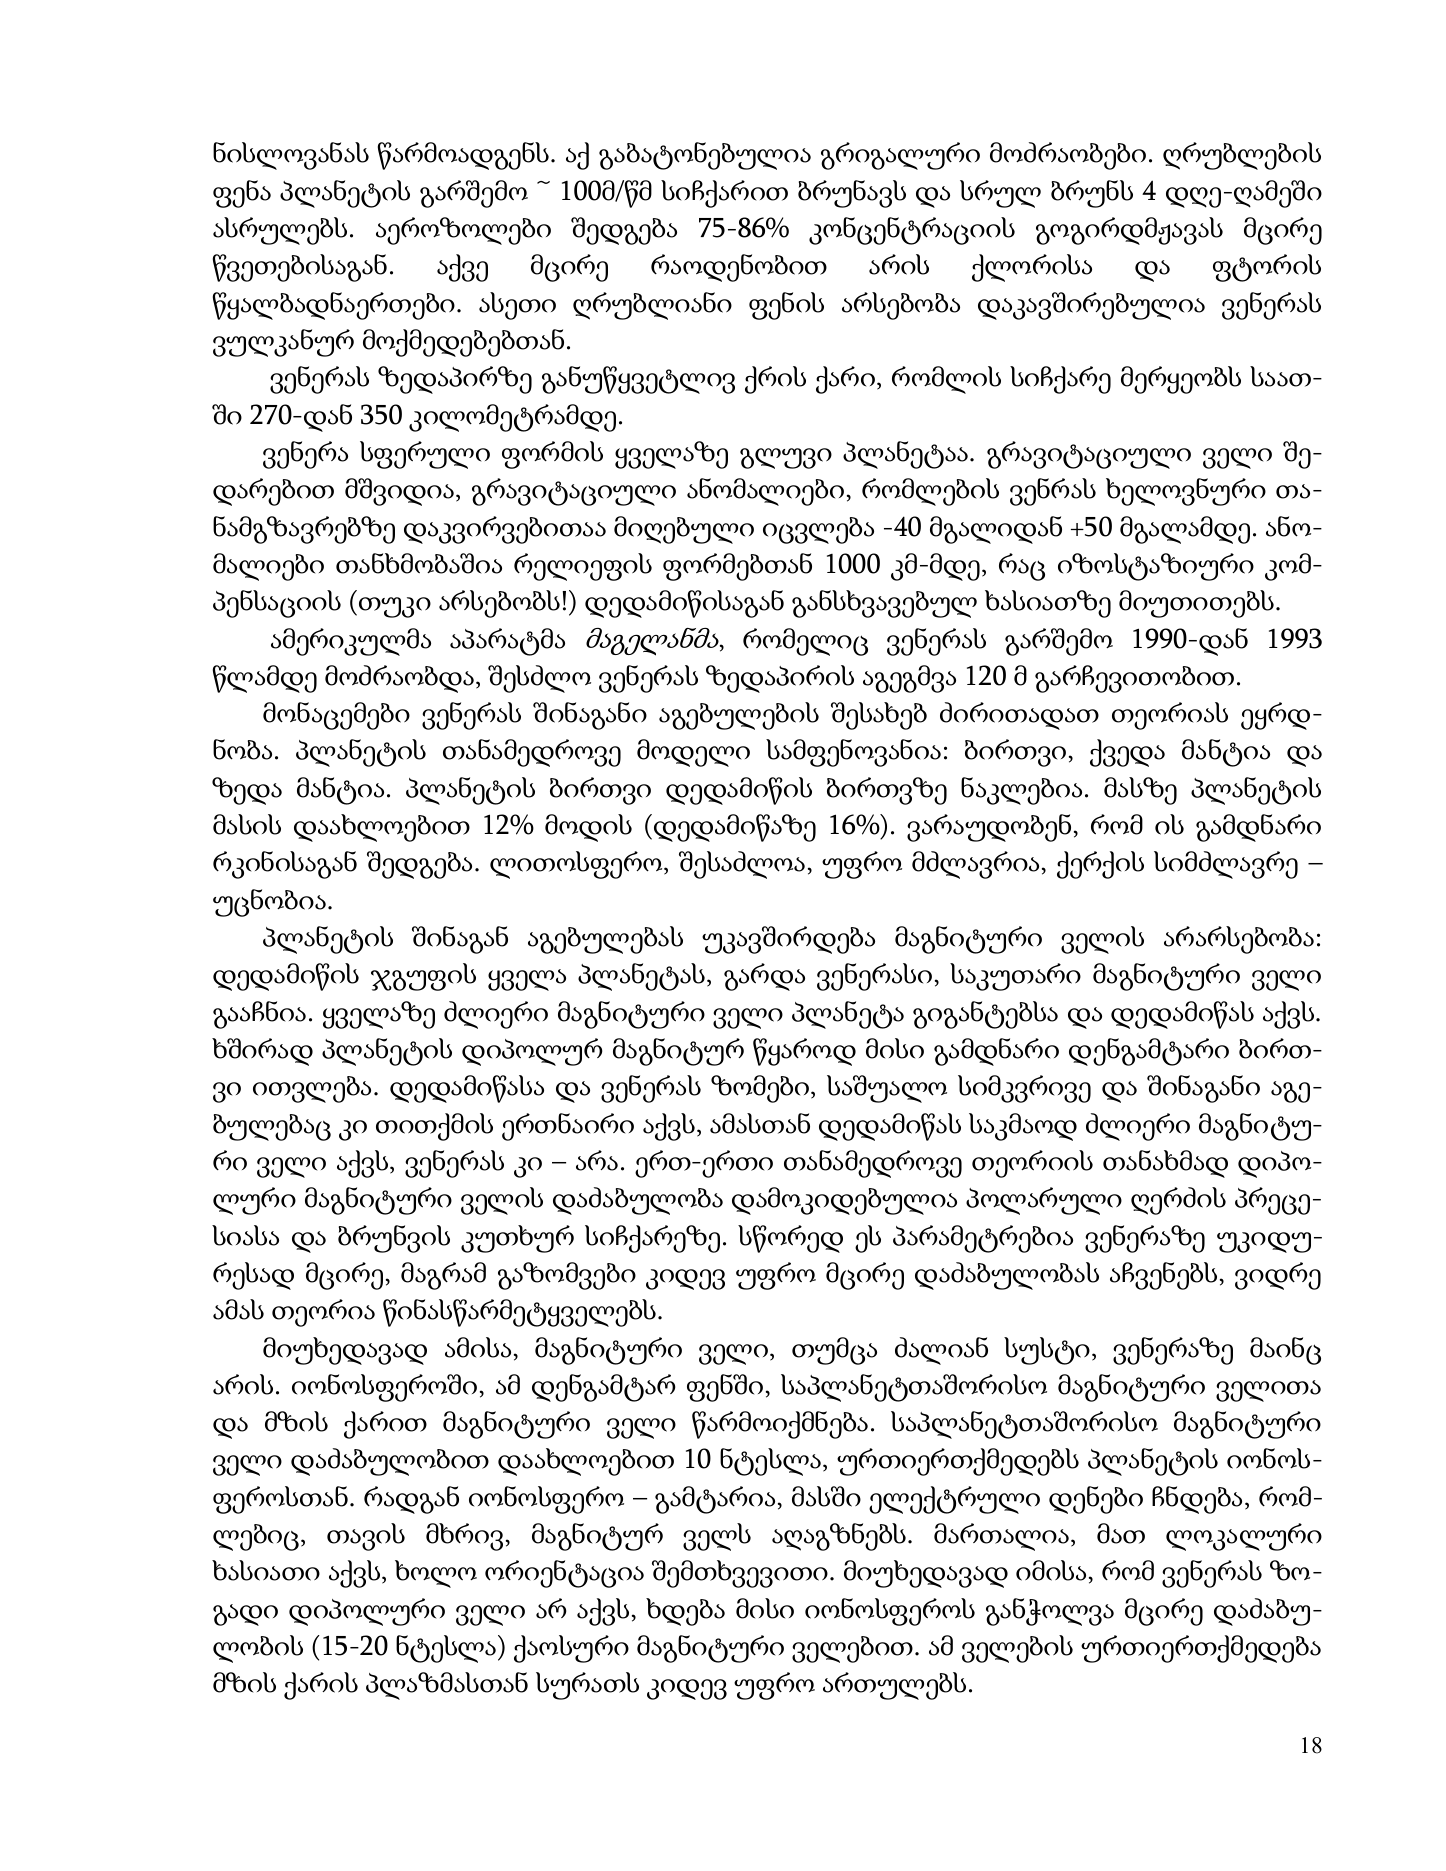 ნისლოვანას წარმოადგენს. აქ გაბატონებულია გრიგალური მოძრაობები. ღრუბლების
ფენა პლანეტის გარშემო ~ 100მ/წმ სიჩქარით ბრუნავს და სრულ ბრუნს 4 დღე-ღამეში
ასრულებს. აეროზოლები შედგება 75-86% კონცენტრაციის გოგირდმჟავას მცირე
წვეთებისაგან. აქვე მცირე რაოდენობით არის ქლორისა და ფტორის
წყალბადნაერთები. ასეთი ღრუბლიანი ფენის არსებობა დაკავშირებულია ვენერას
ვულკანურ მოქმედებებთან.
ვენერას ზედაპირზე განუწყვეტლივ ქრის ქარი, რომლის სიჩქარე მერყეობს საათ-
ში 270-დან 350 კილომეტრამდე.
ვენერა სფერული ფორმის ყველაზე გლუვი პლანეტაა. გრავიტაციული ველი შე-
დარებით მშვიდია, გრავიტაციული ანომალიები, რომლების ვენრას ხელოვნური თა-
ნამგზავრებზე დაკვირვებითაა მიღებული იცვლება -40 მგალიდან +50 მგალამდე. ანო-
მალიები თანხმობაშია რელიეფის ფორმებთან 1000 კმ-მდე, რაც იზოსტაზიური კომ-
პენსაციის (თუკი არსებობს!) დედამიწისაგან განსხვავებულ ხასიათზე მიუთითებს.
ამერიკულმა აპარატმა მაგელანმა, რომელიც ვენერას გარშემო 1990-დან 1993
წლამდე მოძრაობდა, შესძლო ვენერას ზედაპირის აგეგმვა 120 მ გარჩევითობით.
მონაცემები ვენერას შინაგანი აგებულების შესახებ ძირითადათ თეორიას ეყრდ-
ნობა. პლანეტის თანამედროვე მოდელი სამფენოვანია: ბირთვი, ქვედა მანტია და
ზედა მანტია. პლანეტის ბირთვი დედამიწის ბირთვზე ნაკლებია. მასზე პლანეტის
მასის დაახლოებით 12% მოდის (დედამიწაზე 16%). ვარაუდობენ, რომ ის გამდნარი
რკინისაგან შედგება. ლითოსფერო, შესაძლოა, უფრო მძლავრია, ქერქის სიმძლავრე –
უცნობია.
პლანეტის შინაგან აგებულებას უკავშირდება მაგნიტური ველის არარსებობა:
დედამიწის ჯგუფის ყველა პლანეტას, გარდა ვენერასი, საკუთარი მაგნიტური ველი
გააჩნია. ყველაზე ძლიერი მაგნიტური ველი პლანეტა გიგანტებსა და დედამიწას აქვს.
ხშირად პლანეტის დიპოლურ მაგნიტურ წყაროდ მისი გამდნარი დენგამტარი ბირთ-
ვი ითვლება. დედამიწასა და ვენერას ზომები, საშუალო სიმკვრივე და შინაგანი აგე-
ბულებაც კი თითქმის ერთნაირი აქვს, ამასთან დედამიწას საკმაოდ ძლიერი მაგნიტუ-
რი ველი აქვს, ვენერას კი – არა. ერთ-ერთი თანამედროვე თეორიის თანახმად დიპო-
ლური მაგნიტური ველის დაძაბულობა დამოკიდებულია პოლარული ღერძის პრეცე-
სიასა და ბრუნვის კუთხურ სიჩქარეზე. სწორედ ეს პარამეტრებია ვენერაზე უკიდუ-
რესად მცირე, მაგრამ გაზომვები კიდევ უფრო მცირე დაძაბულობას აჩვენებს, ვიდრე
ამას თეორია წინასწარმეტყველებს.
მიუხედავად ამისა, მაგნიტური ველი, თუმცა ძალიან სუსტი, ვენერაზე მაინც
არის. იონოსფეროში, ამ დენგამტარ ფენში, საპლანეტთაშორისო მაგნიტური ველითა
და მზის ქარით მაგნიტური ველი წარმოიქმნება. საპლანეტთაშორისო მაგნიტური
ველი დაძაბულობით დაახლოებით 10 ნტესლა, ურთიერთქმედებს პლანეტის იონოს-
ფეროსთან. რადგან იონოსფერო – გამტარია, მასში ელექტრული დენები ჩნდება, რომ-
ლებიც, თავის მხრივ, მაგნიტურ ველს აღაგზნებს. მართალია, მათ ლოკალური
ხასიათი აქვს, ხოლო ორიენტაცია შემთხვევითი. მიუხედავად იმისა, რომ ვენერას ზო-
გადი დიპოლური ველი არ აქვს, ხდება მისი იონოსფეროს განჭოლვა მცირე დაძაბუ-
ლობის (15-20 ნტესლა) ქაოსური მაგნიტური ველებით. ამ ველების ურთიერთქმედება
მზის ქარის პლაზმასთან სურათს კიდევ უფრო ართულებს.
18